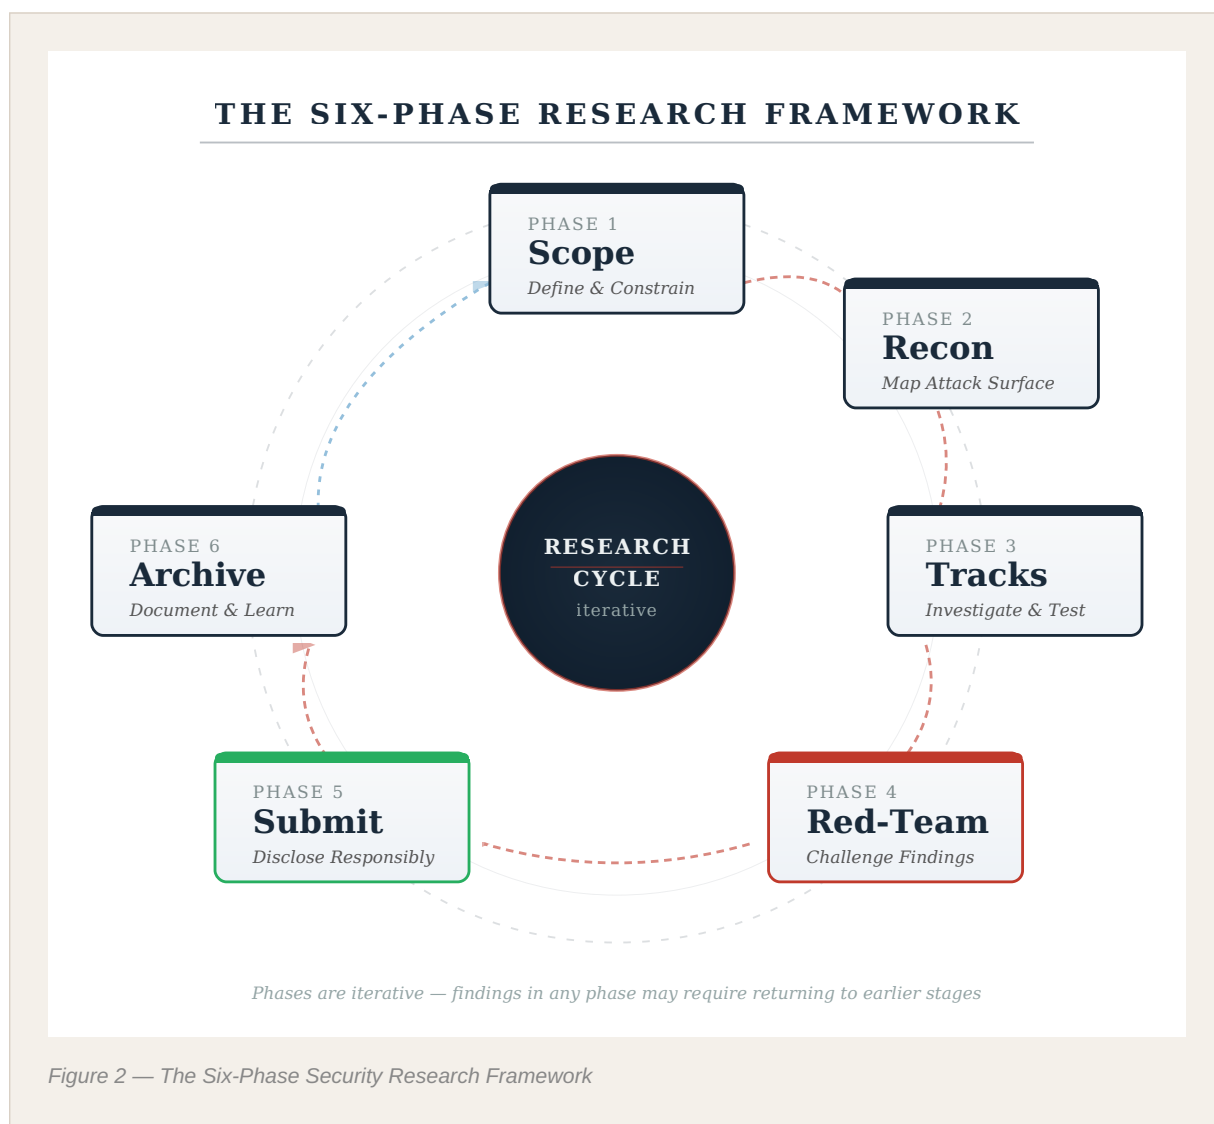 THE SIX-PHASE RESEARCH FRAMEWORK
PHASE 1
Scope
Define & Constrain
PHASE 2
Recon
Map Attack Surface
PHASE 3
Tracks
Investigate & Test
PHASE 4
Red-Team
Challenge Findings
PHASE 5
Submit
Disclose Responsibly
PHASE 6
Archive
Document & Learn
RESEARCH
CYCLE
iterative
Phases are iterative — findings in any phase may require returning to earlier stages
Figure 2 — The Six-Phase Security Research Framework